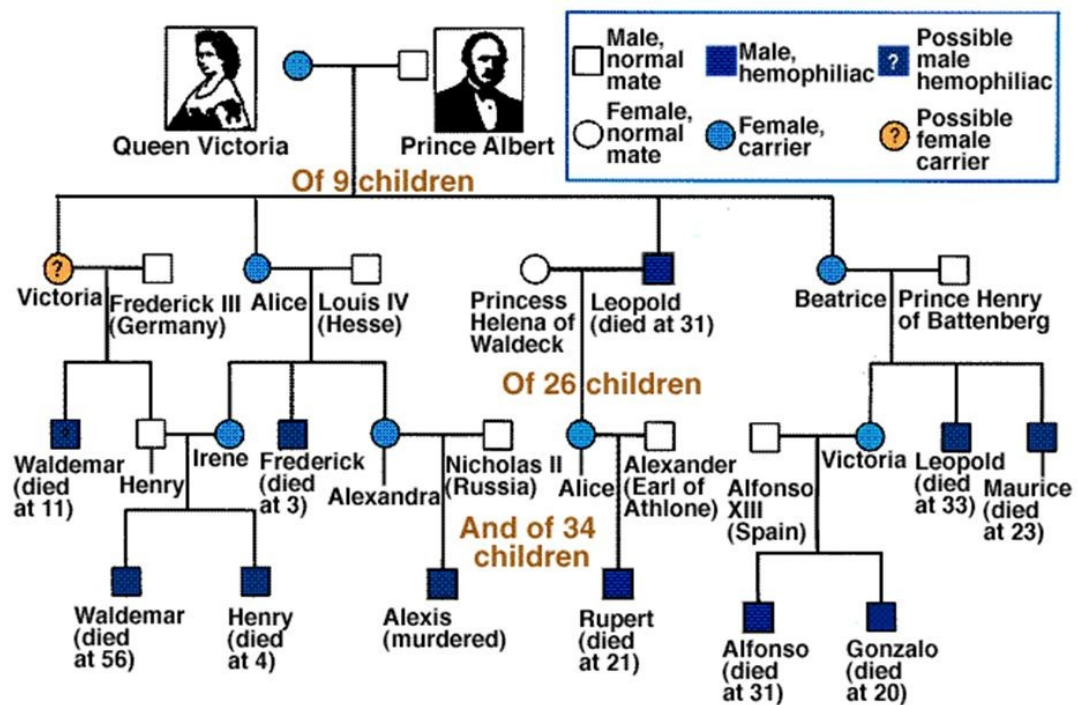 Queen Victoria
Prince Albert
Male,
normal
mate
Male,
hemophiliac
?
Possible
male
hemophiliac
Female,
normal
mate
Female,
carrier
?
Possible
female
carrier
Of 9 children
?
Victoria
Frederick III
(Germany)
Alice
Louis IV
(Hesse)
Princess
Helena of
Waldeck
Leopold
(died at 31)
Beatrice
Prince Henry
of Battenberg
Of 26 children
?
Waldemar
(died
at 11)
Henry
Irene
Frederick
(died
at 3)
Alexandra
Nicholas II
(Russia)
Alice
Alexander
(Earl of
Athlone)
Alfonso
XIII
(Spain)
Victoria
Leopold
(died
at 33)
Maurice
(died
at 23)
And of 34
children
Waldemar
(died
at 56)
Henry
(died
at 4)
Alexis
(murdered)
Rupert
(died
at 21)
Alfonso
(died
at 31)
Gonzalo
(died
at 20)